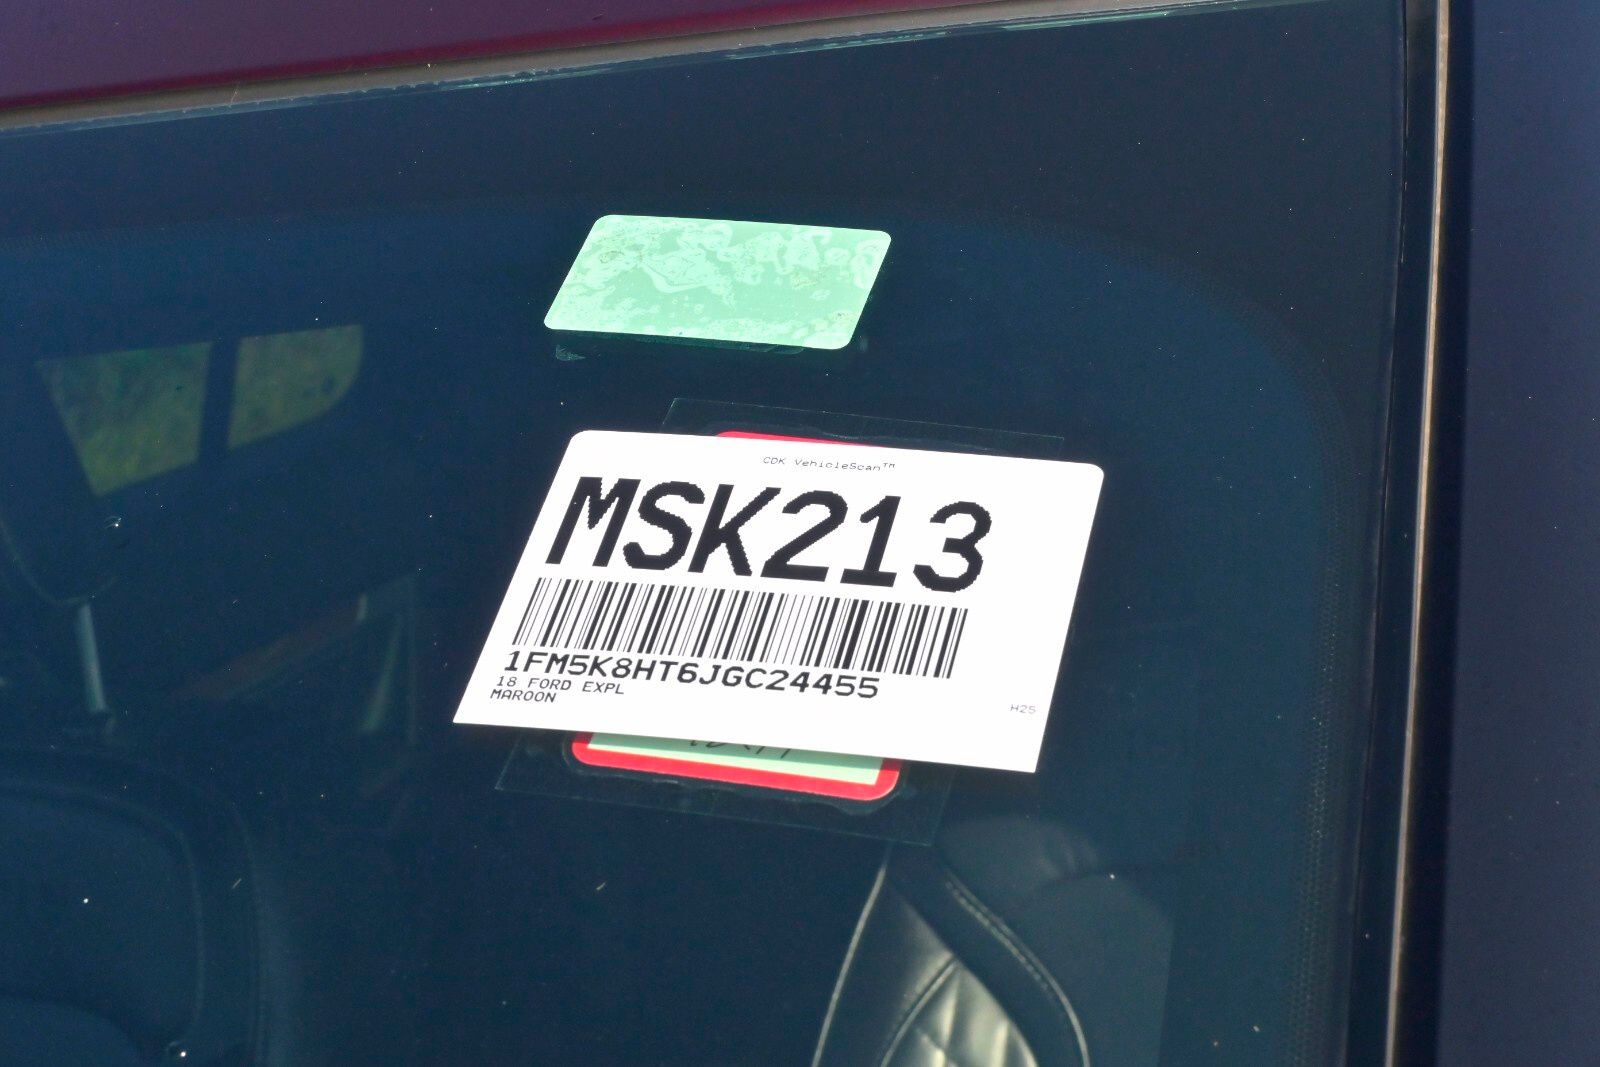 CDK VehicleScan™
MSK213
1FM5K8HT6JGC24455
18 FORD EXPL
MAROON
H25